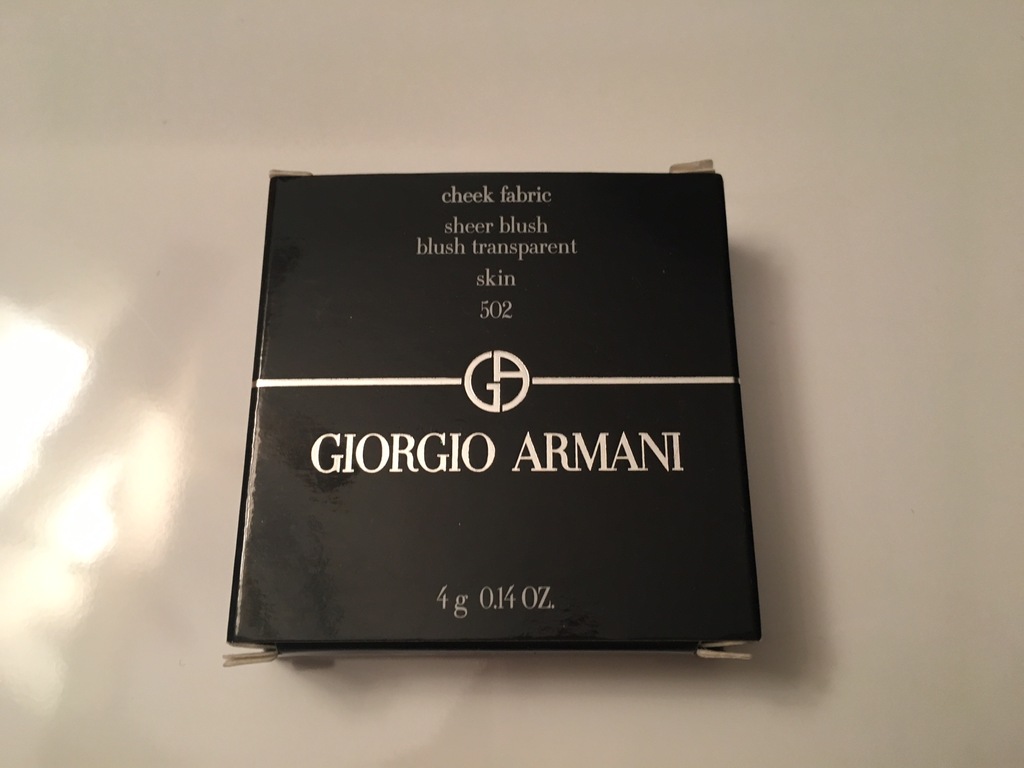 cheek fabric
sheer blush
blush transparent
skin
502
GA
GIORGIO ARMANI
4 g 0.14 OZ.